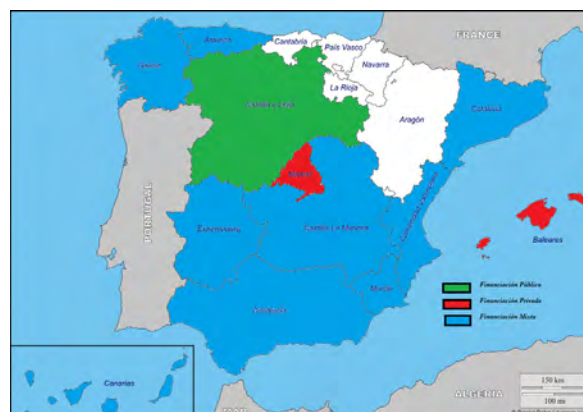 FRANCE
Cantabria
País Vasco
Asturias
Navarra
Galicia
La Rioja
Castilla y León
Cataluña
Aragón
Madrid
PORTUGAL
Comunidad Valenciana
Extremadura
Castilla La Mancha
Baleares
Murcia
Andalucía
Financiación Pública
Financiación Privada
Financiación Mixta
Canarias
150 km
100 mi
ALGERIA